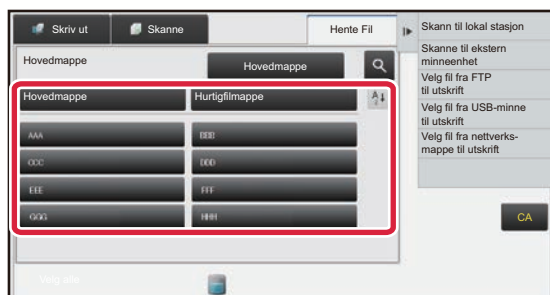 Skriv ut
Skanne
Hente Fil
Hovedmappe
Hovedmappe
Hovedmappe
Hurtigfilmappe
AAA
BBB
CCC
DDD
EEE
FFF
GGG
HHH
Velg alle
Skann til lokal stasjon
Skanne til ekstern
minneenhet
Velg fil fra FTP
til utskrift
Velg fil fra USB-minne
til utskrift
Velg fil fra nettverks-
mappe til utskrift
CA